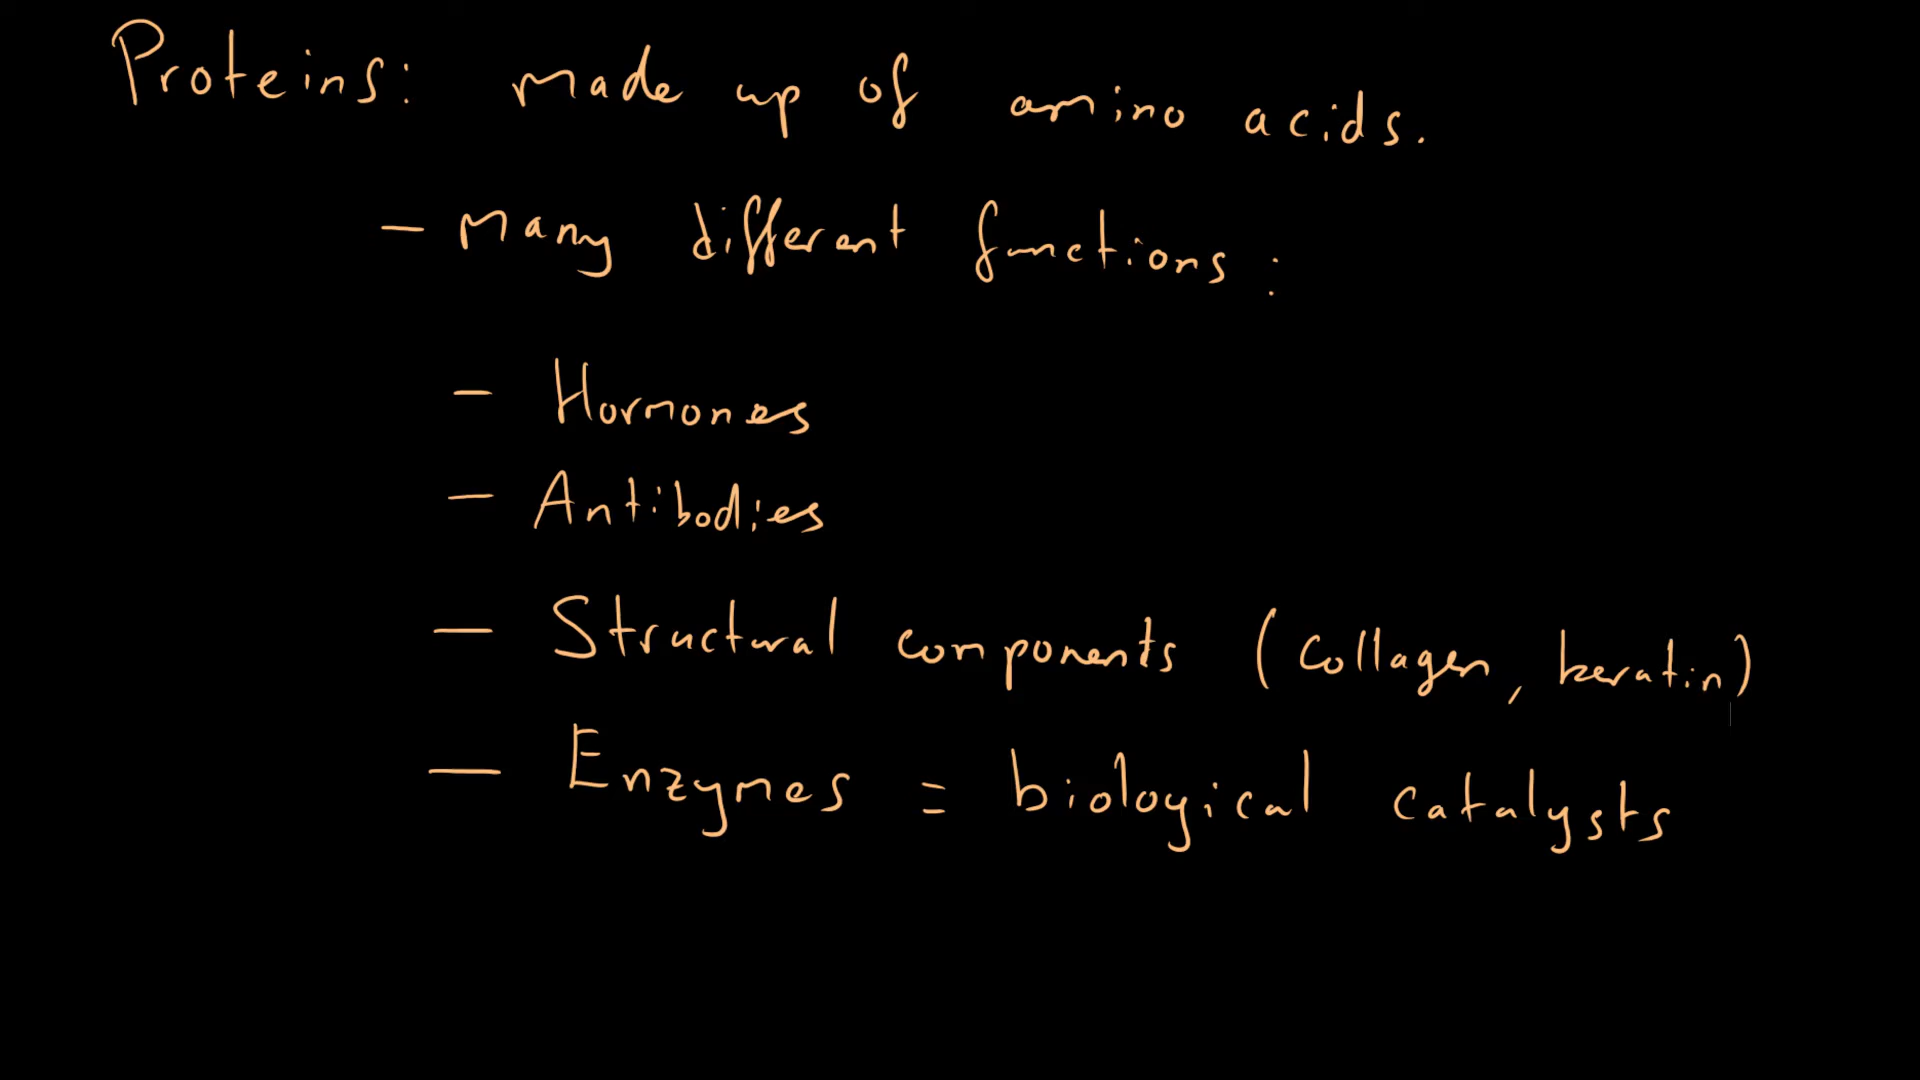 Proteins: made up of amino acids.
- Many different functions:
- Hormones
- Antibodies
- Structural components (collagen, keratin)
- Enzymes = biological catalysts